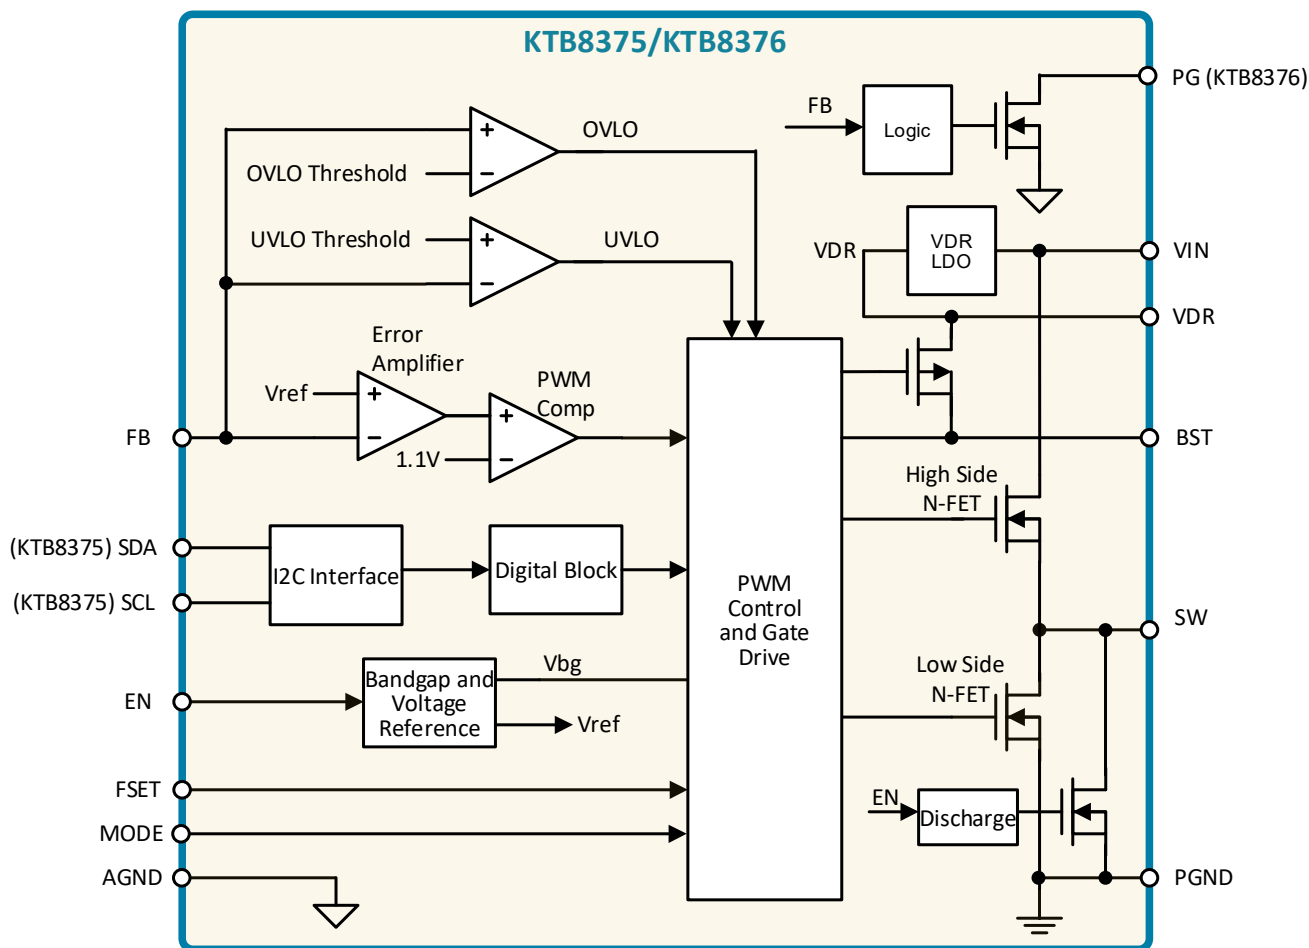 KTB8375/KTB8376
PG (KTB8376)
FB
Logic
OVLO
+
−
OVLO Threshold
UVLO Threshold
+
−
UVLO
VDR
VDR
LDO
VIN
VDR
Error
Amplifier
Vref
+
−
PWM
Comp
+
−
1.1V
FB
BST
High Side
N-FET
(KTB8375) SDA
(KTB8375) SCL
I2C Interface
Digital Block
PWM
Control
and Gate
Drive
SW
Low Side
N-FET
EN
Bandgap and
Voltage
Reference
Vbg
Vref
FSET
MODE
AGND
EN
Discharge
PGND